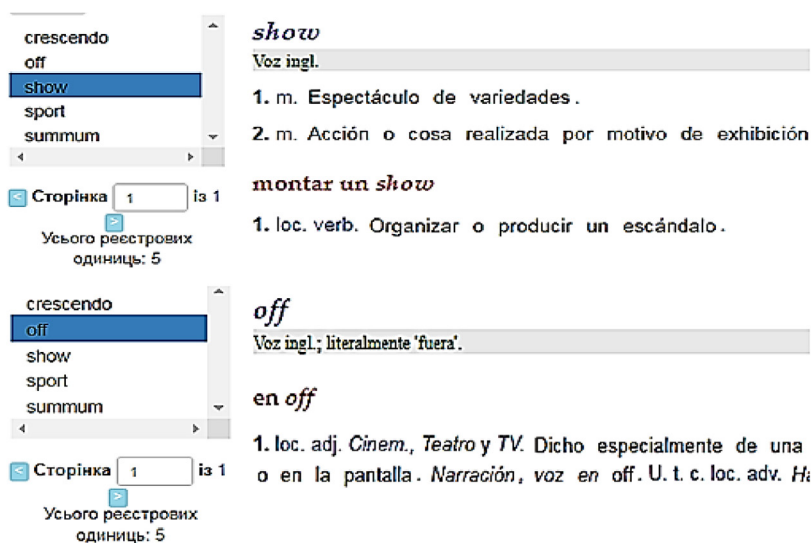 crescendo
off
show
sport
summum
< Сторінка 1 із 1
>
Усього реєстрових
одиниць: 5
show
Voz ingl.
1. m. Espectáculo de variedades.
2. m. Acción o cosa realizada por motivo de exhibición
montar un show
1. loc. verb. Organizar o producir un escándalo.
crescendo
off
show
sport
summum
< Сторінка 1 із 1
>
Усього реєстрових
одиниць: 5
off
Voz ingl.; literalmente 'fuera'.
en off
1. loc. adj. Cinem., Teatro y TV. Dicho especialmente de una
o en la pantalla. Narración, voz en off. U. t. c. loc. adv.